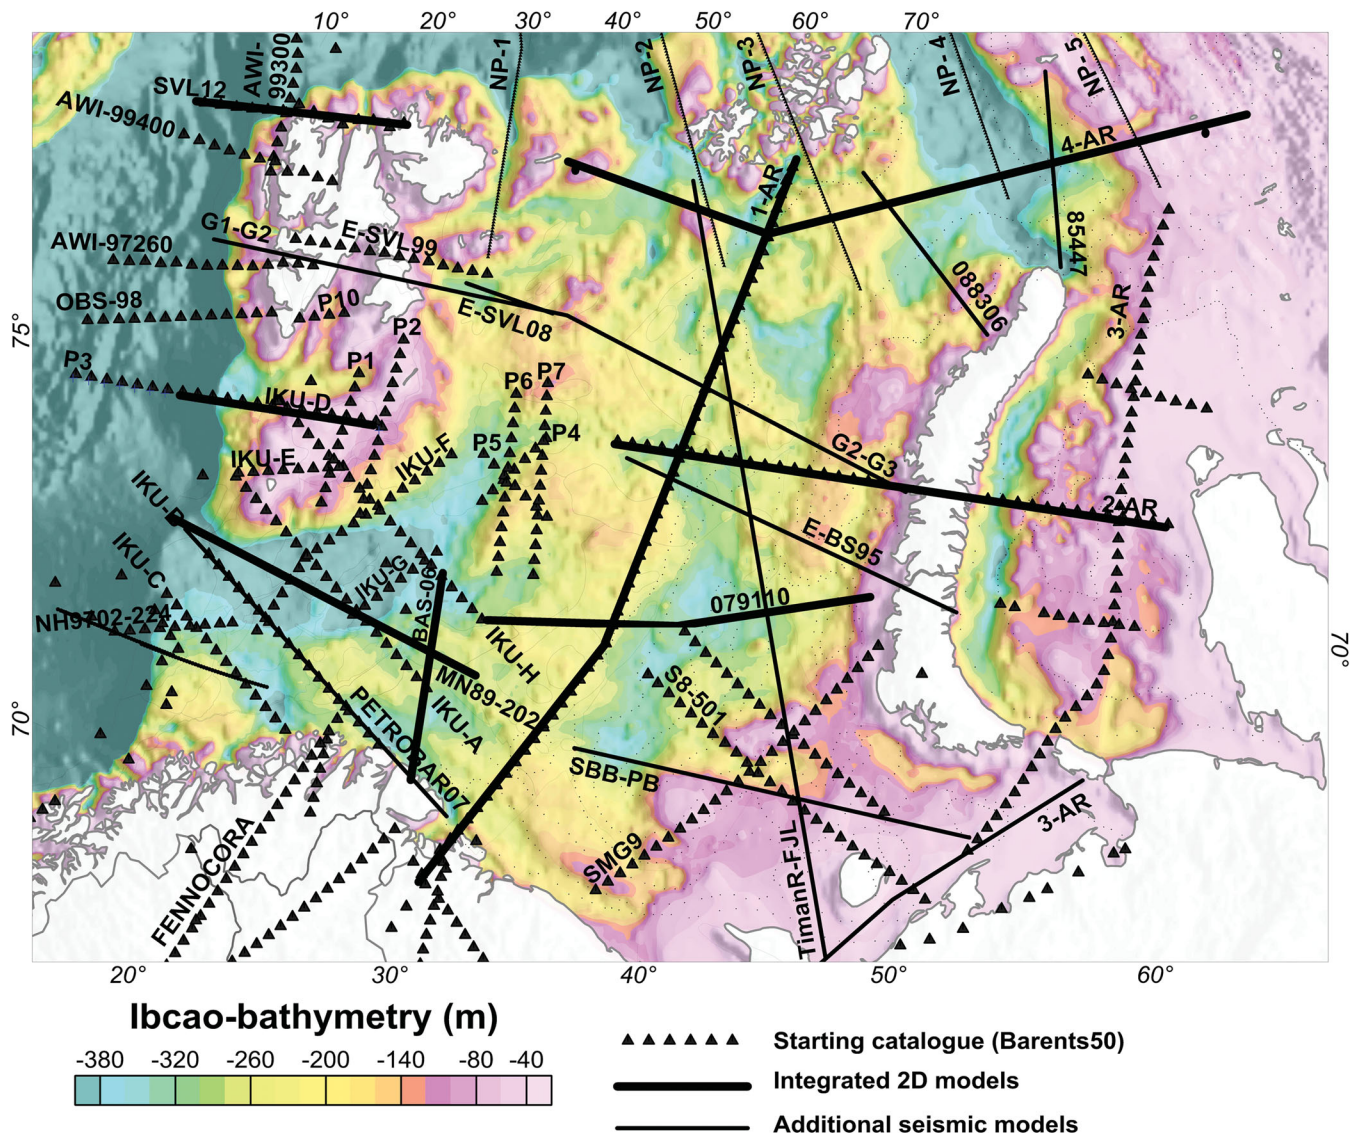 10° 20° 30° 40° 50° 60° 70°
AWI-99300
NP-1
NP-2
NP-3
NP-4
NP-5
SVL12
AWI-99400
4-AR
1-AR
G1-G2
E-SVL99
AWI-97260
85447
088306
OBS-98
P10
E-SVL08
3-AR
75°
P2
P3
P1
P6 P7
IKU-D
P5
P4
IKU-E
IKU-F
G2-G3
2-AR
IKU-B
E-BS95
IKU-C
IKU-G
BAS-06
079110
NH9702-224
IKU-H
70°
MN89-202
S8-501
IKU-A
PETROBAR07
70°
SBB-PB
3-AR
SMG9
TimanR-FJL
FENNOCORA
20° 30° 40° 50° 60°
Ibcao-bathymetry (m)
-380 -320 -260 -200 -140 -80 -40
Starting catalogue (Barents50)
Integrated 2D models
Additional seismic models